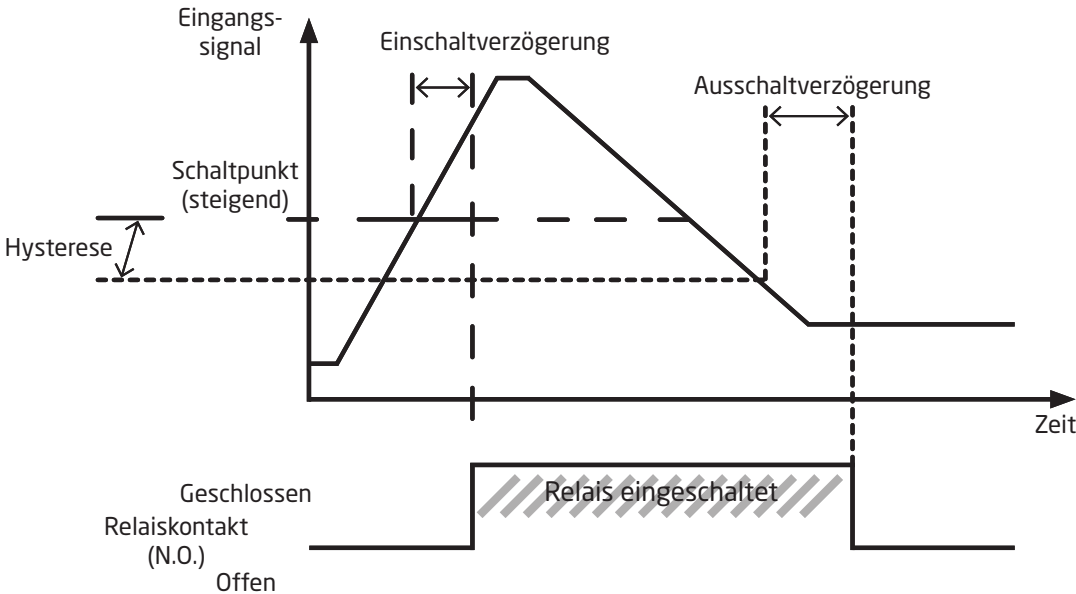 Eingangs-
signal
Einschaltverzögerung
Ausschaltverzögerung
Schaltpunkt
(steigend)
Hysterese
Zeit
Geschlossen
Relais eingeschaltet
Relaiskontakt
(N.O.)
Offen